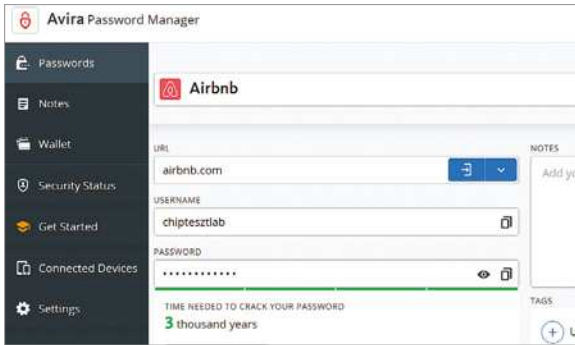 Avira Password Manager
Passwords
Notes
Wallet
Security Status
Get Started
Connected Devices
Settings
Airbnb
URL
airbnb.com
USERNAME
chiptesztlab
PASSWORD
••••••••••••
TIME NEEDED TO CRACK YOUR PASSWORD
3 thousand years
NOTES
Add
TAGS